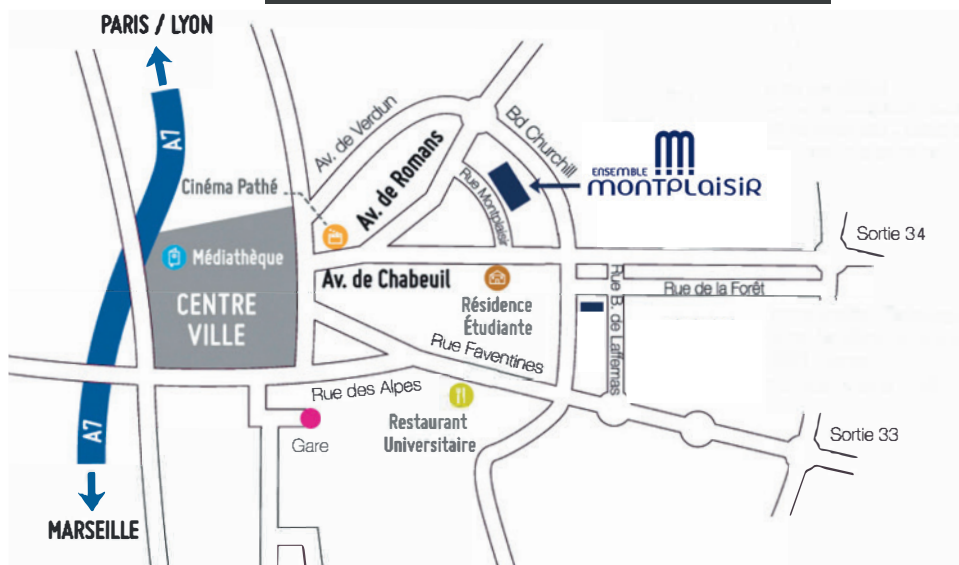 PARIS / LYON
A7
Av. de Verdun
Bd Churchill
Av. de Romans
ENSEMBLE
MONTPLAISIR
Cinéma Pathé
Rue Montplaisir
Médiathèque
Sortie 34
Av. de Chabeuil
Rue de la Forêt
CENTRE
VILLE
Résidence
Étudiante
Rue B. de Laffemas
Rue Faventines
Rue des Alpes
A7
Restaurant
Universitaire
Gare
Sortie 33
MARSEILLE